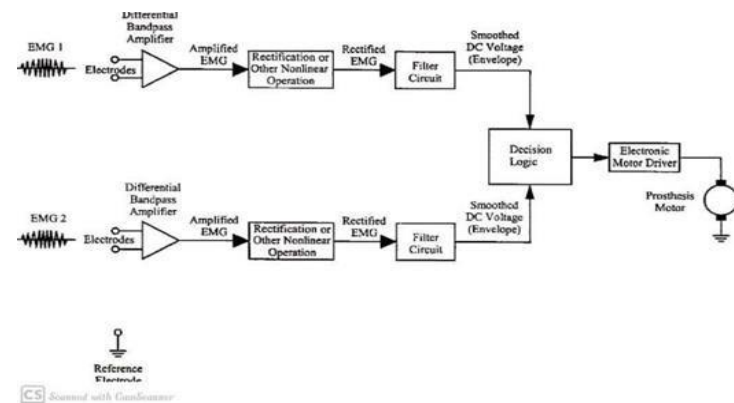 Differential
Bandpass
Amplifier
EMG 1
Electrodes
Amplified
EMG
Rectification or
Other Nonlinear
Operation
Rectified
EMG
Filter
Circuit
Smoothed
DC Voltage
(Envelope)
Decision
Logic
Electronic
Motor Driver
Prosthesis
Motor
Differential
Bandpass
Amplifier
EMG 2
Electrodes
Amplified
EMG
Rectification or
Other Nonlinear
Operation
Rectified
EMG
Filter
Circuit
Smoothed
DC Voltage
(Envelope)
Reference
Electrode
CS Scanned with CamScanner